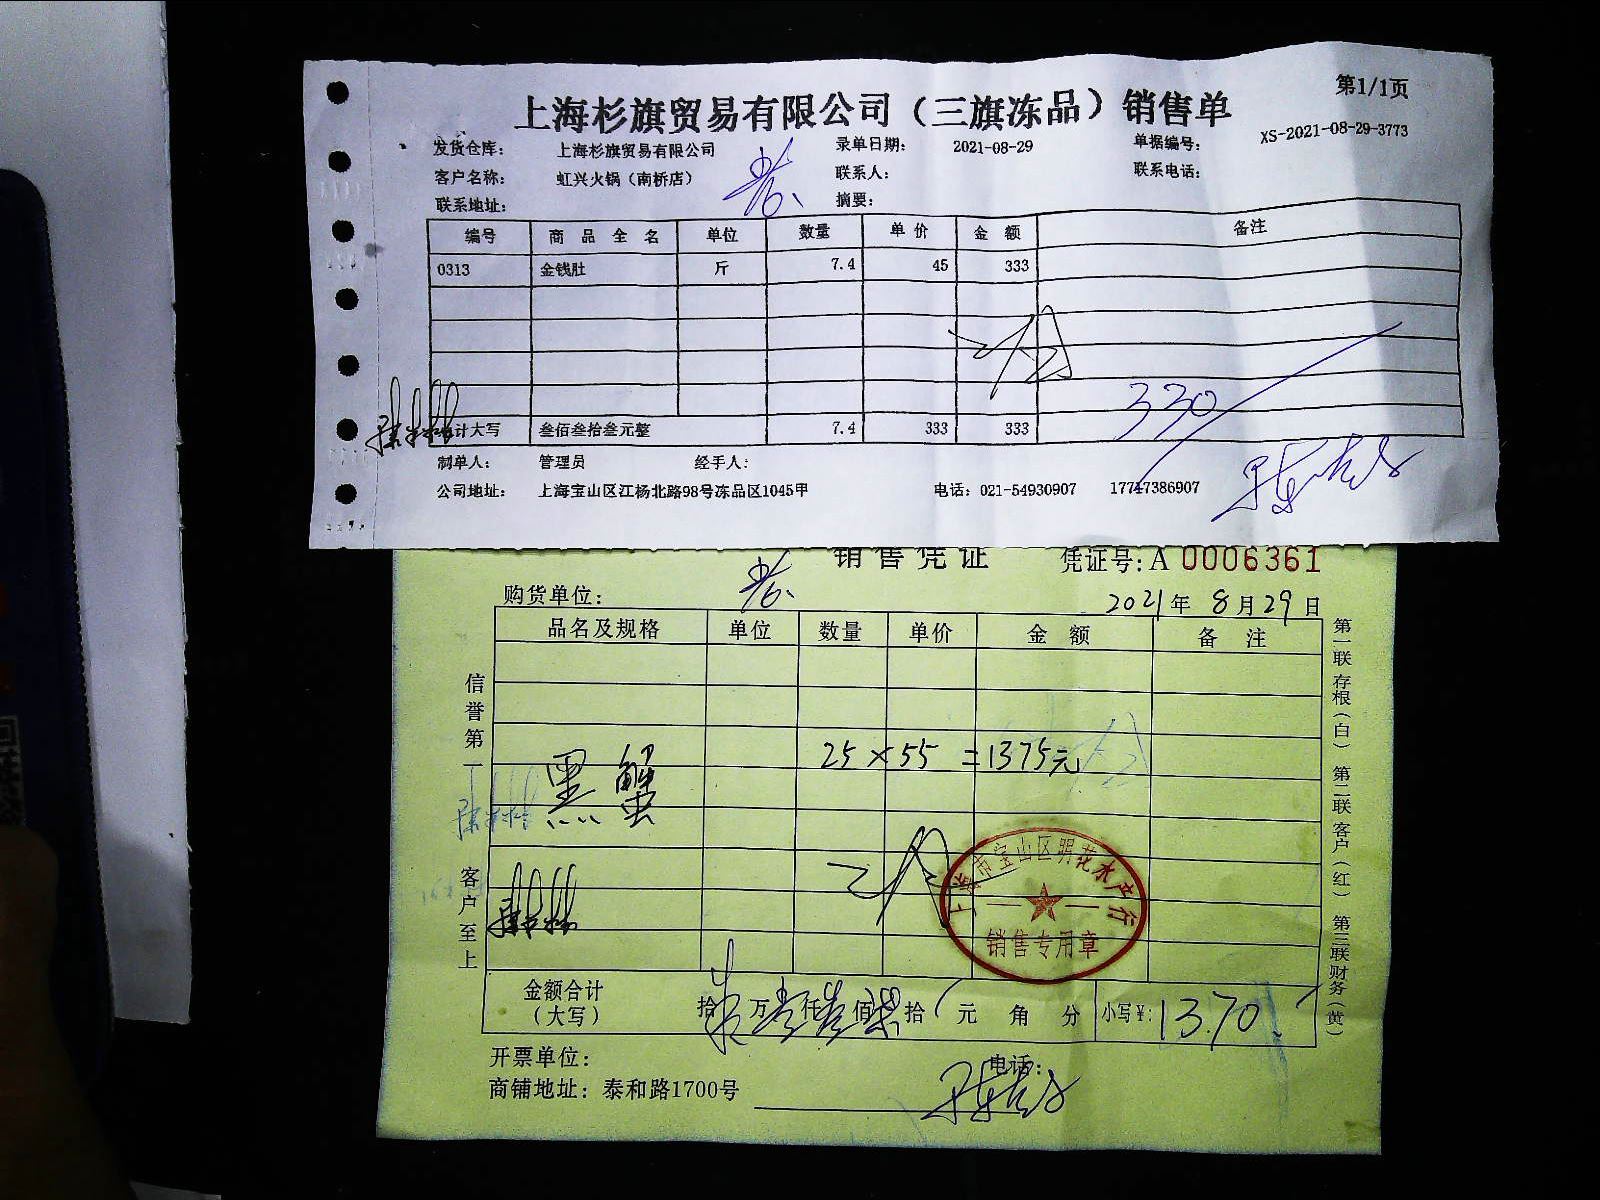 第1/1页
上海杉旗贸易有限公司（三旗冻品）销售单
发货仓库： 上海杉旗贸易有限公司 录单日期： 2021-08-29 单据编号： XS-2021-08-29-3773
客户名称： 虹兴火锅（南桥店） 联系人： 联系电话：
联系地址： 摘要：
编号 商品全名 单位 数量 单价 金额 备注
0313 金钱肚 斤 7.4 45 333
330
计大写 叁佰叁拾叁元整 7.4 333 333
制单人： 管理员 经手人：
公司地址： 上海宝山区江杨北路98号冻品区1045甲 电话：021-54930907 17747386907
销售凭证 凭证号：A 0006361
购货单位： 2021年 8月29日
品名及规格 单位 数量 单价 金额 备注
黑蟹 25×55 =1375元
信誉第一 客户至上
上海市宝山区明花水产行
销售专用章
金额合计（大写） 拾 万 仟 佰 拾 元 角 分 小写¥: 1370
开票单位： 电话：
商铺地址：泰和路1700号
第一联存根（白） 第二联客户（红） 第三联财务（黄）